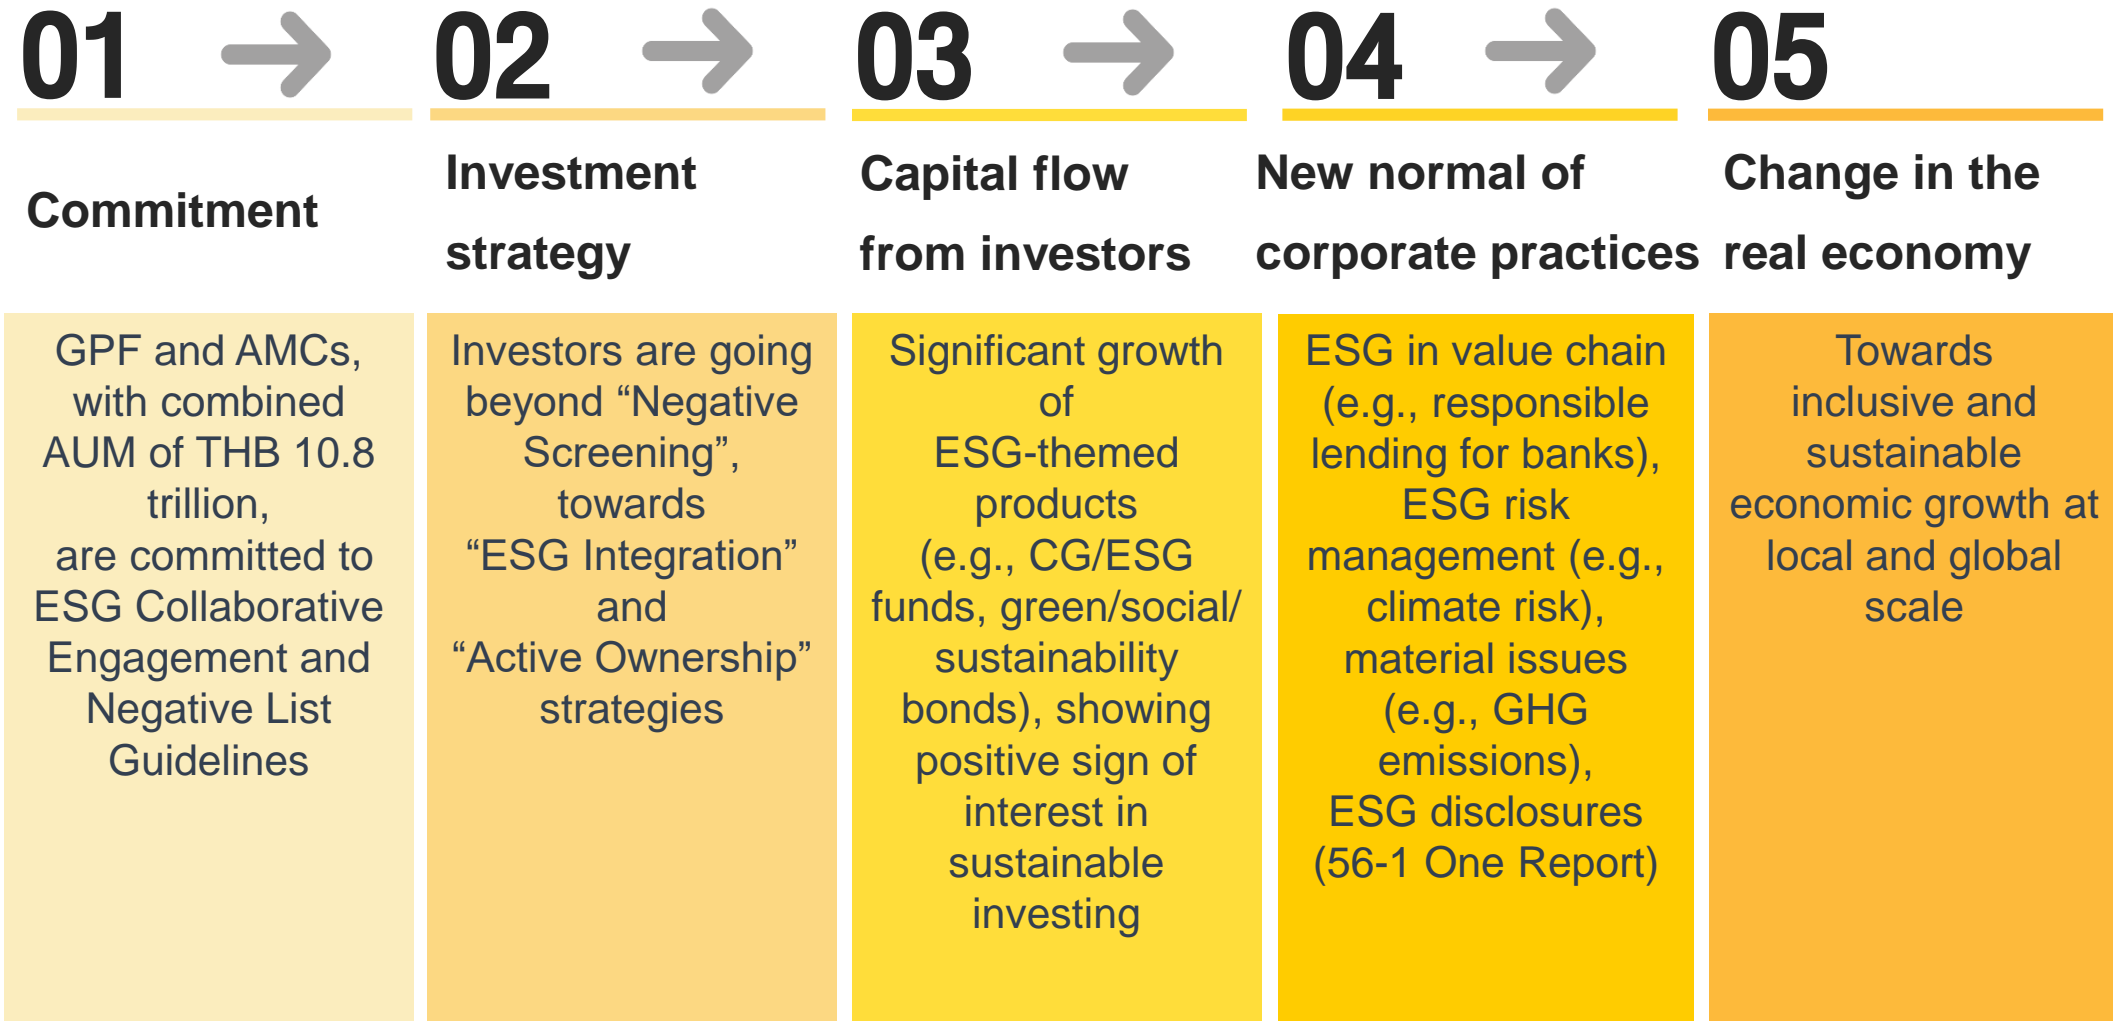 01
Commitment
GPF and AMCs,
with combined
AUM of THB 10.8
trillion,
are committed to
ESG Collaborative
Engagement and
Negative List
Guidelines
02
Investment
strategy
Investors are going
beyond “Negative
Screening”,
towards
“ESG Integration”
and
“Active Ownership”
strategies
03
Capital flow
from investors
Significant growth
of
ESG-themed
products
(e.g., CG/ESG
funds, green/social/
sustainability
bonds), showing
positive sign of
interest in
sustainable
investing
04
New normal of
corporate practices
ESG in value chain
(e.g., responsible
lending for banks),
ESG risk
management (e.g.,
climate risk),
material issues
(e.g., GHG
emissions),
ESG disclosures
(56-1 One Report)
05
Change in the
real economy
Towards
inclusive and
sustainable
economic growth at
local and global
scale